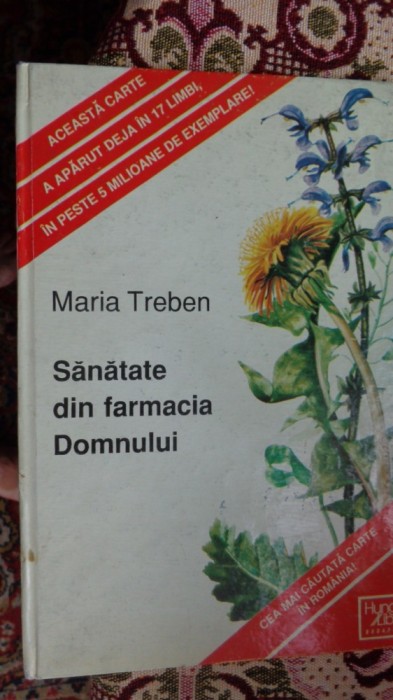 ACEASTĂ CARTE
A APĂRUT DEJA ÎN 17 LIMBI,
ÎN PESTE 5 MILIOANE DE EXEMPLARE!
Maria Treben
Sănătate
din farmacia
Domnului
CEA MAI CĂUTATĂ CARTE
ÎN ROMÂNIA!